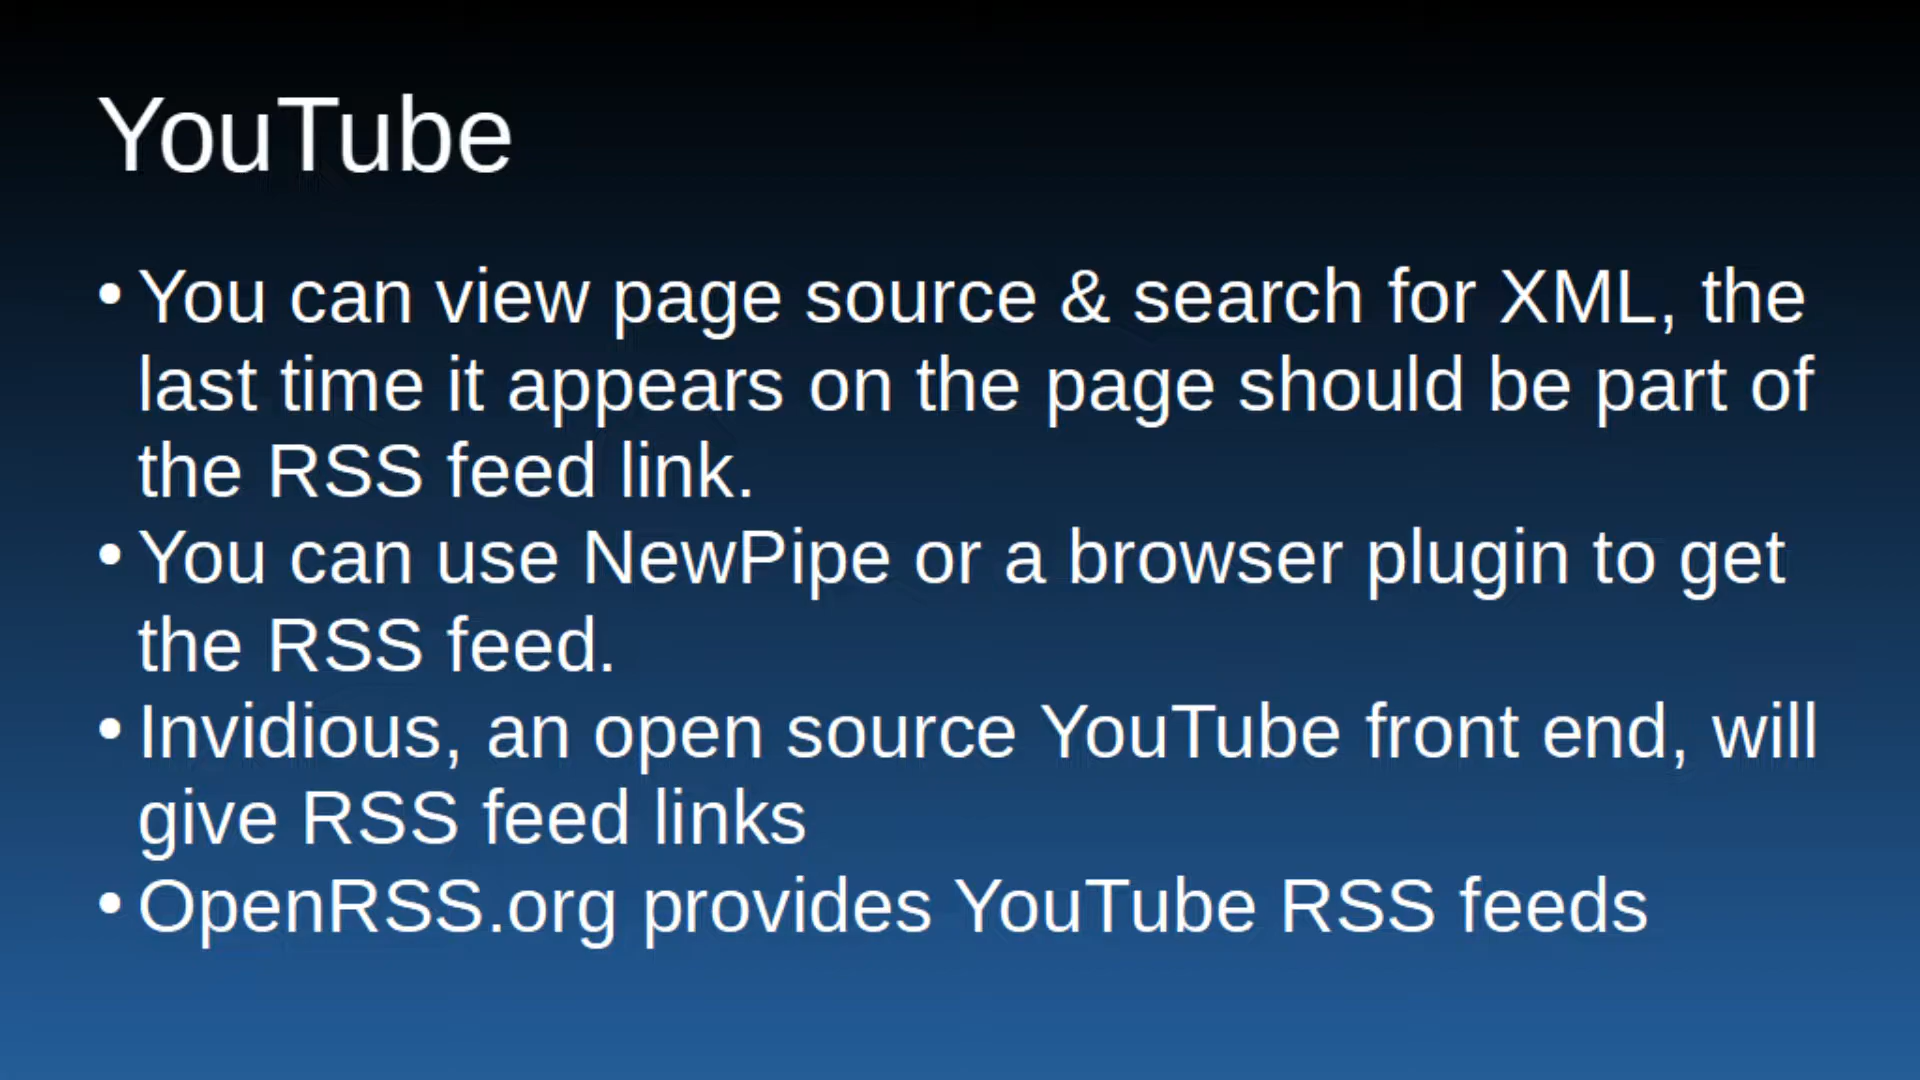 YouTube
• You can view page source & search for XML, the
last time it appears on the page should be part of
the RSS feed link.
• You can use NewPipe or a browser plugin to get
the RSS feed.
• Invidious, an open source YouTube front end, will
give RSS feed links
• OpenRSS.org provides YouTube RSS feeds